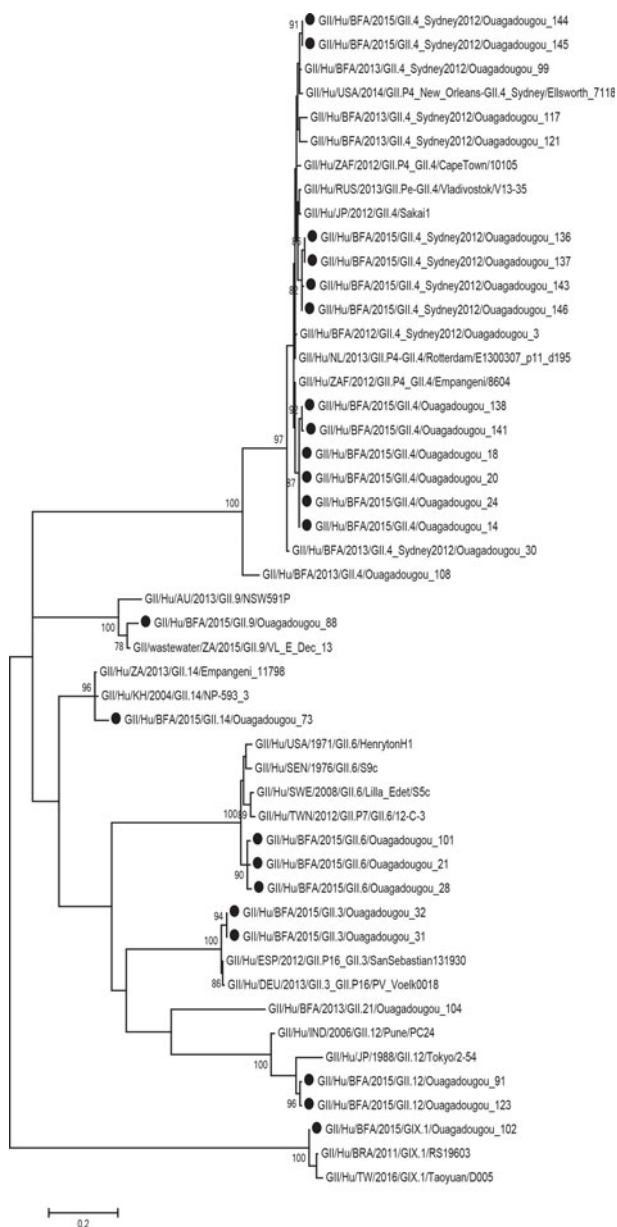 91
GII/Hu/BFA/2015/GII.4_Sydney2012/Ouagadougou_144
GII/Hu/BFA/2015/GII.4_Sydney2012/Ouagadougou_145
GII/Hu/BFA/2013/GII.4_Sydney2012/Ouagadougou_99
GII/Hu/USA/2014/GII.P4_New_Orleans-GII.4_Sydney/Ellsworth_7118
GII/Hu/BFA/2013/GII.4_Sydney2012/Ouagadougou_117
GII/Hu/BFA/2013/GII.4_Sydney2012/Ouagadougou_121
GII/Hu/ZAF/2012/GII.P4_GII.4/CapeTown/10105
GII/Hu/RUS/2013/GII.Pe-GII.4/Vladivostok/V13-35
GII/Hu/JP/2012/GII.4/Sakai1
GII/Hu/BFA/2015/GII.4_Sydney2012/Ouagadougou_136
GII/Hu/BFA/2015/GII.4_Sydney2012/Ouagadougou_137
82
GII/Hu/BFA/2015/GII.4_Sydney2012/Ouagadougou_143
GII/Hu/BFA/2015/GII.4_Sydney2012/Ouagadougou_146
GII/Hu/BFA/2012/GII.4_Sydney2012/Ouagadougou_3
GII/Hu/NL/2013/GII.P4-GII.4/Rotterdam/E1300307_p11_d195
GII/Hu/ZAF/2012/GII.P4_GII.4/Empangeni/8604
92
GII/Hu/BFA/2015/GII.4/Ouagadougou_138
GII/Hu/BFA/2015/GII.4/Ouagadougou_141
97
GII/Hu/BFA/2015/GII.4/Ouagadougou_18
GII/Hu/BFA/2015/GII.4/Ouagadougou_20
87
GII/Hu/BFA/2015/GII.4/Ouagadougou_24
100
GII/Hu/BFA/2015/GII.4/Ouagadougou_14
GII/Hu/BFA/2013/GII.4_Sydney2012/Ouagadougou_30
GII/Hu/BFA/2013/GII.4/Ouagadougou_108
GII/Hu/AU/2013/GII.9/NSW591P
100
GII/Hu/BFA/2015/GII.9/Ouagadougou_88
78
GII/wastewater/ZA/2015/GII.9/VL_E_Dec_13
GII/Hu/ZA/2013/GII.14/Empangeni_11798
96
GII/Hu/KH/2004/GII.14/NP-593_3
GII/Hu/BFA/2015/GII.14/Ouagadougou_73
GII/Hu/USA/1971/GII.6/HenrytonH1
GII/Hu/SEN/1976/GII.6/S9c
GII/Hu/SWE/2008/GII.6/Lilla_Edet/S5c
100
89
GII/Hu/TWN/2012/GII.P7/GII.6/12-C-3
GII/Hu/BFA/2015/GII.6/Ouagadougou_101
GII/Hu/BFA/2015/GII.6/Ouagadougou_21
90
GII/Hu/BFA/2015/GII.6/Ouagadougou_28
94
GII/Hu/BFA/2015/GII.3/Ouagadougou_32
GII/Hu/BFA/2015/GII.3/Ouagadougou_31
100
GII/Hu/ESP/2012/GII.P16_GII.3/SanSebastian131930
86
GII/Hu/DEU/2013/GII.3_GII.P16/PV_Voelk0018
GII/Hu/BFA/2013/GII.21/Ouagadougou_104
GII/Hu/IND/2006/GII.12/Pune/PC24
100
GII/Hu/JP/1988/GII.12/Tokyo/2-54
GII/Hu/BFA/2015/GII.12/Ouagadougou_91
96
GII/Hu/BFA/2015/GII.12/Ouagadougou_123
GII/Hu/BFA/2015/GIX.1/Ouagadougou_102
100
GII/Hu/BRA/2011/GIX.1/RS19603
GII/Hu/TW/2016/GIX.1/Taoyuan/D005
0.2